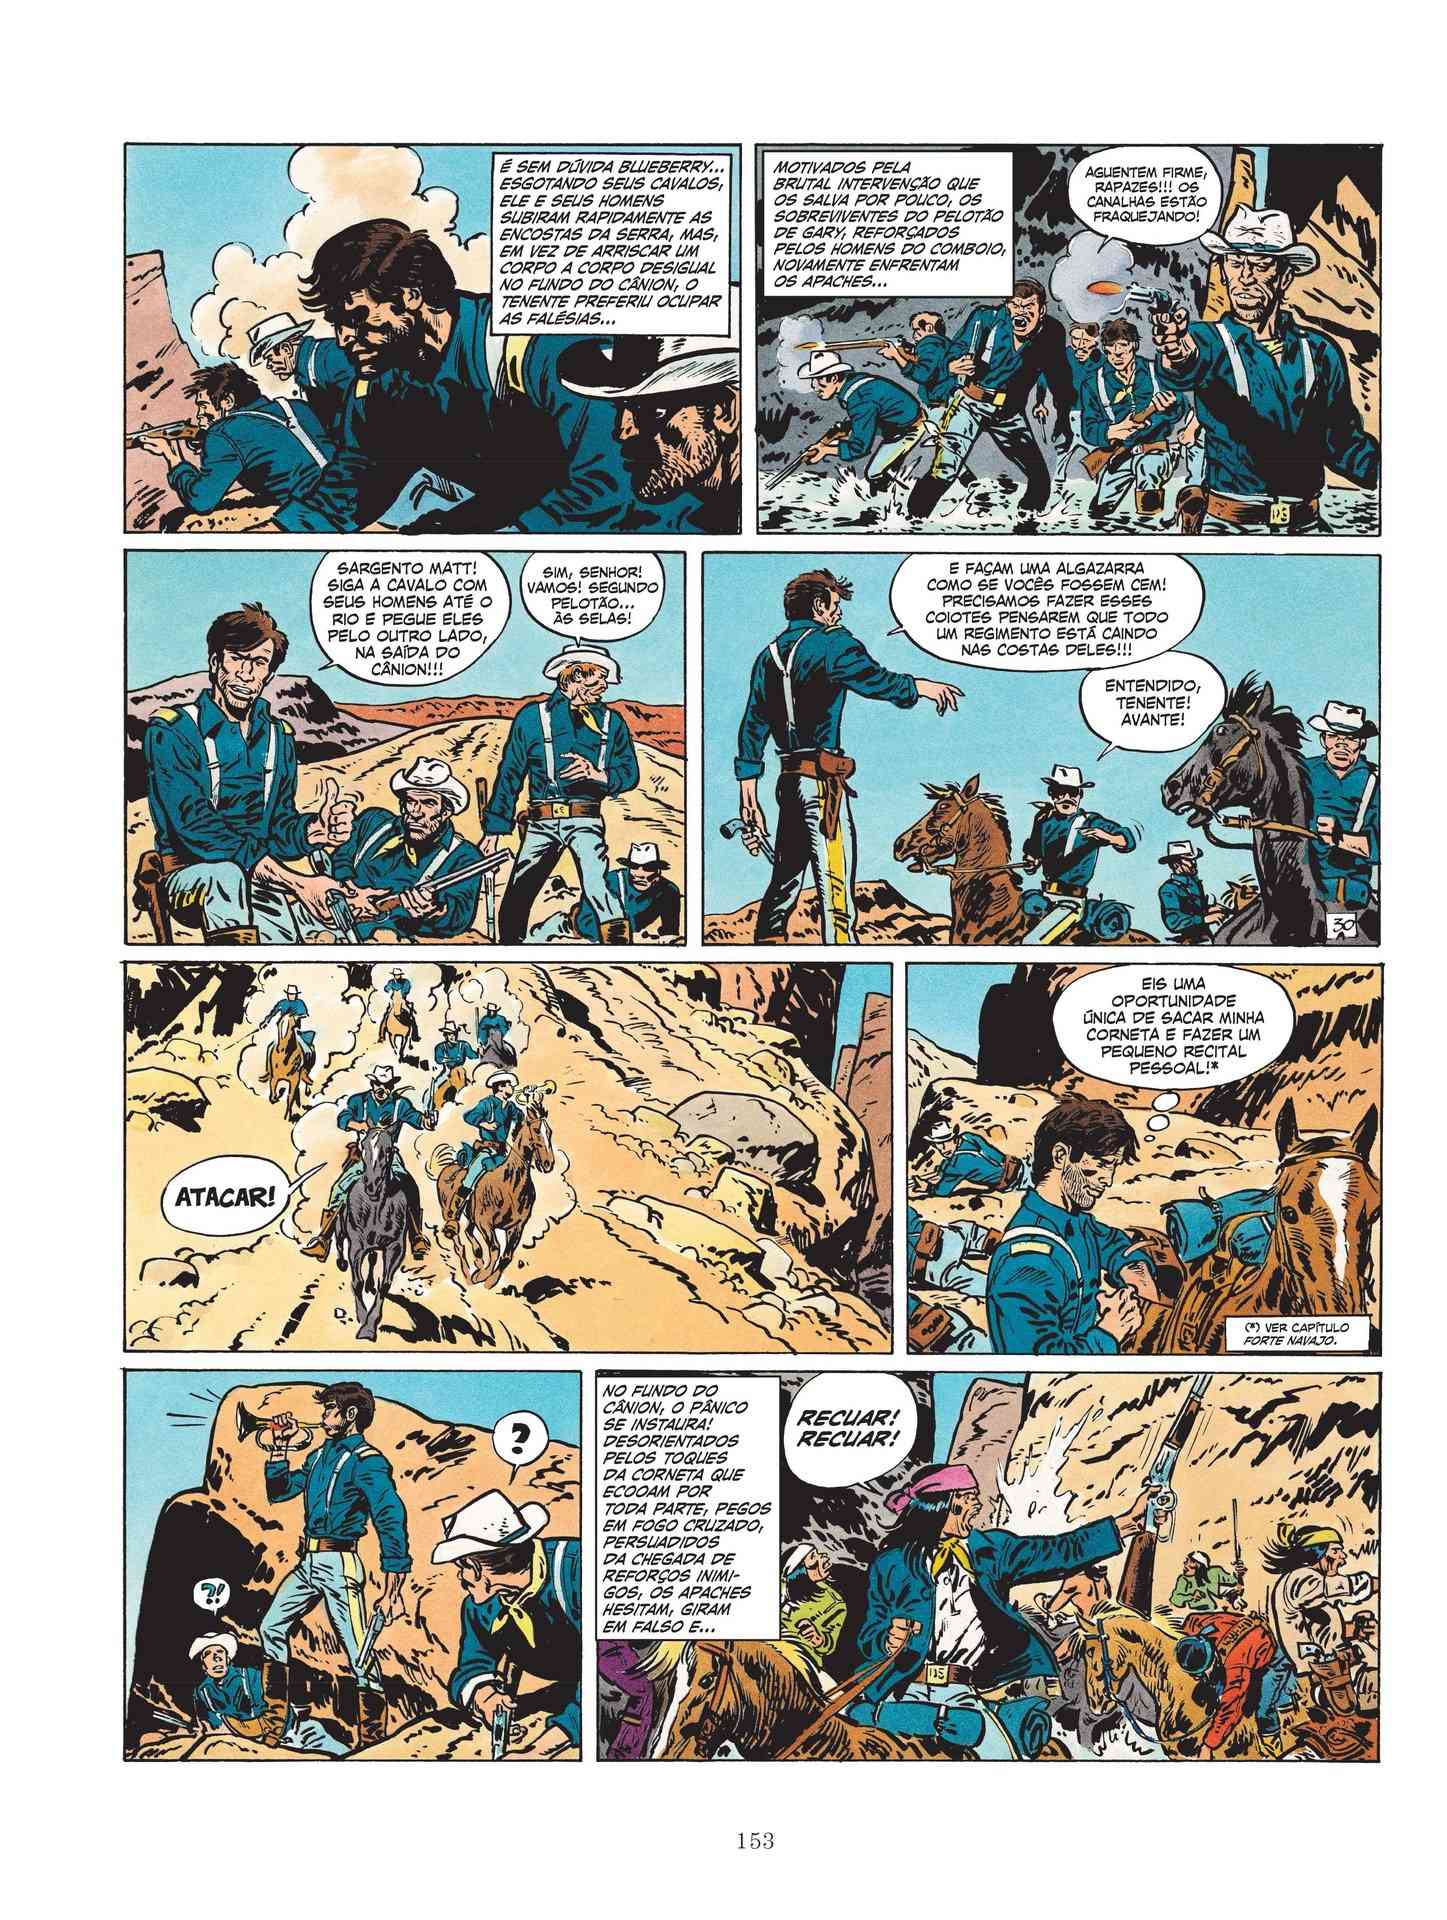 É SEM DÚVIDA BLUEBERRY...
ESGOTANDO SEUS CAVALOS,
ELE E SEUS HOMENS
SUBIRAM RAPIDAMENTE AS
ENCOSTAS DA SERRA, MAS,
EM VEZ DE ARRISCAR UM
CORPO A CORPO DESIGUAL
NO FUNDO DO CÂNION, O
TENENTE PREFERIU OCUPAR
AS FALÉSIAS...
MOTIVADOS PELA
BRUTAL INTERVENÇÃO QUE
OS SALVA POR POUCO, OS
SOBREVIVENTES DO PELOTÃO
DE GARY, REFORÇADOS
PELOS HOMENS DO COMBOIO,
NOVAMENTE ENFRENTAM
OS APACHES...
AGUENTEM FIRME,
RAPAZES!!! OS
CANALHAS ESTÃO
FRAQUEJANDO!
SARGENTO MATT!
SIGA A CAVALO COM
SEUS HOMENS ATÉ O
RIO E PEGUE ELES
PELO OUTRO LADO,
NA SAÍDA DO
CÂNION!!!
SIM, SENHOR!
VAMOS! SEGUNDO
PELOTÃO...
ÀS SELAS!
E FAÇAM UMA ALGAZARRA
COMO SE VOCÊS FOSSEM CEM!
PRECISAMOS FAZER ESSES
COIOTES PENSAREM QUE TODO
UM REGIMENTO ESTÁ CAINDO
NAS COSTAS DELES!!!
ENTENDIDO,
TENENTE!
AVANTE!
30
ATACAR!
EIS UMA
OPORTUNIDADE
ÚNICA DE SACAR MINHA
CORNETA E FAZER UM
PEQUENO RECITAL
PESSOAL!*
(*) VER CAPÍTULO
FORTE NAVAJO.
?
?!
NO FUNDO DO
CÂNION, O PÂNICO
SE INSTAURA!
DESORIENTADOS
PELOS TOQUES
DA CORNETA QUE
ECOOAM POR
TODA PARTE, PEGOS
EM FOGO CRUZADO,
PERSUADIDOS
DA CHEGADA DE
REFORÇOS INIMI-
GOS, OS APACHES
HESITAM, GIRAM
EM FALSO E...
RECUAR!
RECUAR!
153